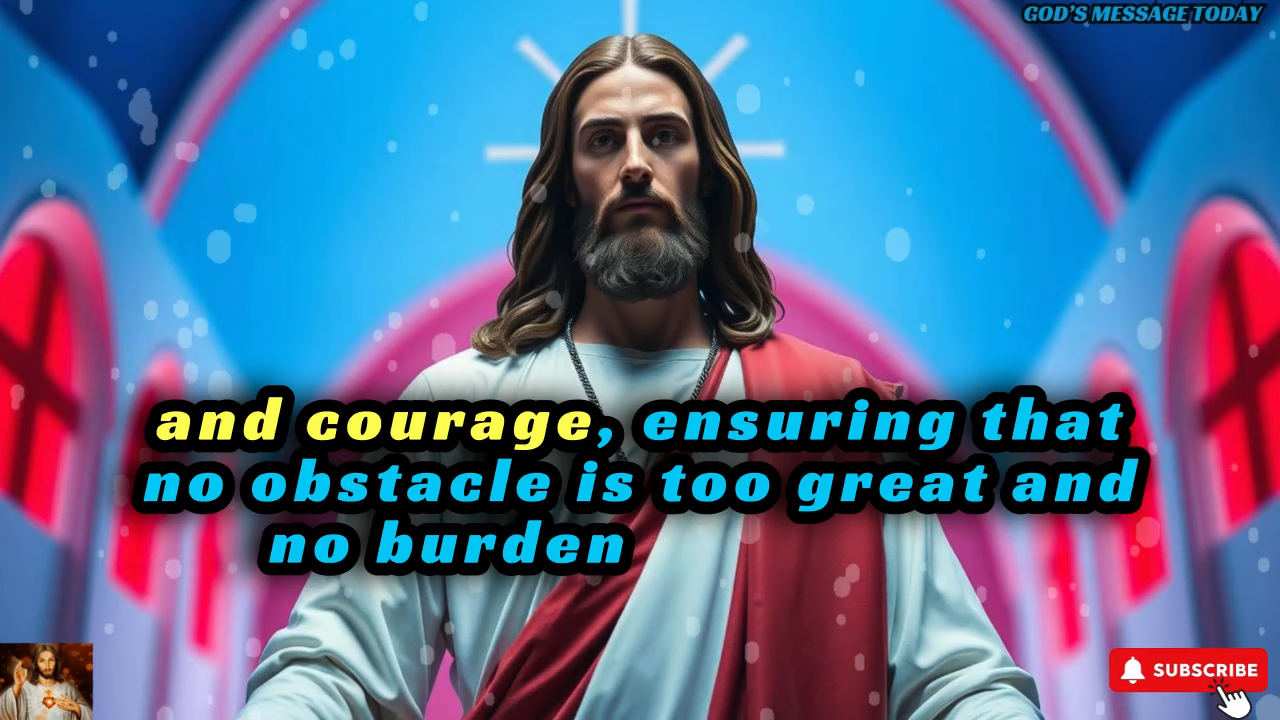 GOD'S MESSAGE TODAY
and courage, ensuring that
no obstacle is too great and
no burden
SUBSCRIBE